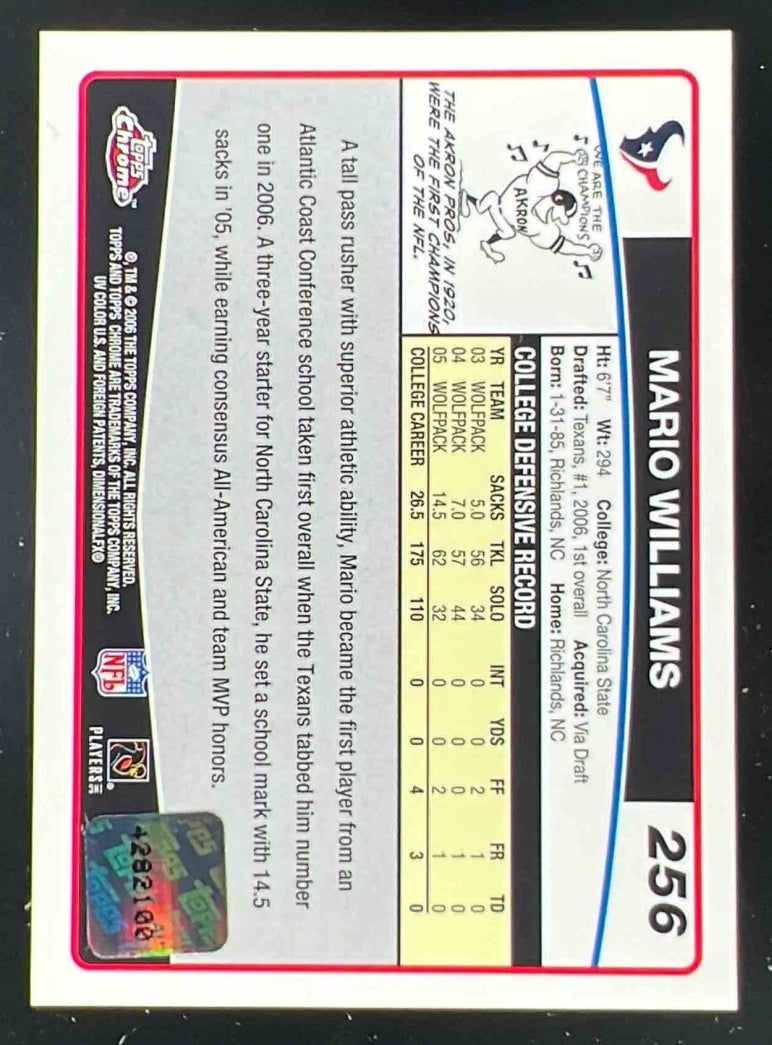 MARIO WILLIAMS
256
Ht: 6'7" Wt: 294 College: North Carolina State
Drafted: Texans, #1, 2006, 1st overall Acquired: Via Draft
Born: 1-31-85, Richlands, NC Home: Richlands, NC
WE ARE THE
CHAMPIONS
AKRON
THE AKRON PROS, IN 1920,
WERE THE FIRST CHAMPIONS
OF THE NFL.
COLLEGE DEFENSIVE RECORD
YR TEAM SACKS TKL SOLO INT YDS FF FR TD
03 WOLFPACK 5.0 56 34 0 0 2 1 0
04 WOLFPACK 7.0 57 44 0 0 0 1 0
05 WOLFPACK 14.5 62 32 0 0 2 1 0
COLLEGE CAREER 26.5 175 110 0 0 4 3 0
A tall pass rusher with superior athletic ability, Mario became the first player from an
Atlantic Coast Conference school taken first overall when the Texans tabbed him number
one in 2006. A three-year starter for North Carolina State, he set a school mark with 14.5
sacks in '05, while earning consensus All-American and team MVP honors.
Topps
Chrome™
®, TM & © 2006 THE TOPPS COMPANY, INC. ALL RIGHTS RESERVED.
TOPPS AND TOPPS CHROME ARE TRADEMARKS OF THE TOPPS COMPANY, INC.
UV COLOR U.S. AND FOREIGN PATENTS, DIMENSIONALFX®
NFL
PLAYERS INC
Topps